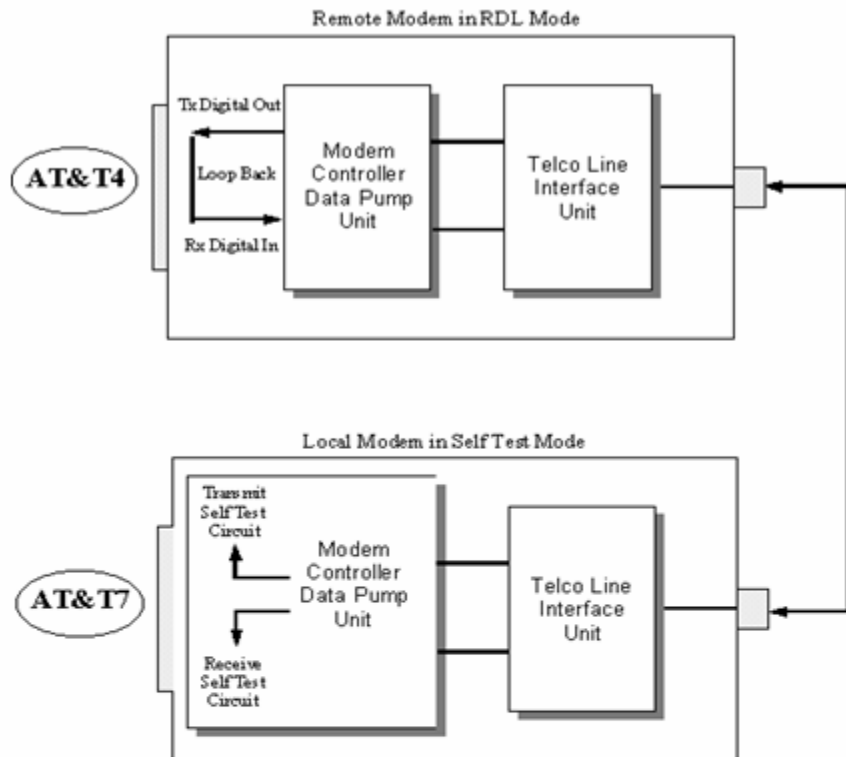 Remote Modem in RDL Mode
Tx Digital Out
Loop Back
Rx Digital In
AT&T4
Modem
Controller
Data Pump
Unit
Telco Line
Interface
Unit
Local Modem in Self Test Mode
Transmit
Self Test
Circuit
AT&T7
Modem
Controller
Data Pump
Unit
Receive
Self Test
Circuit
Telco Line
Interface
Unit